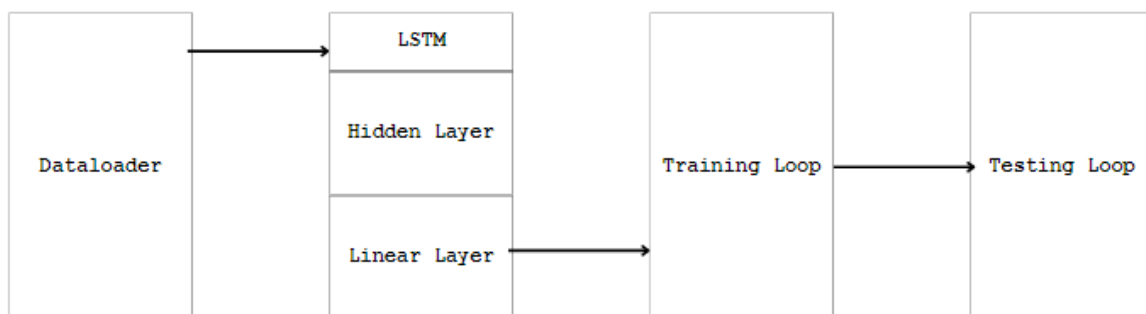 LSTM
Hidden Layer
Dataloader
Training Loop
Testing Loop
Linear Layer